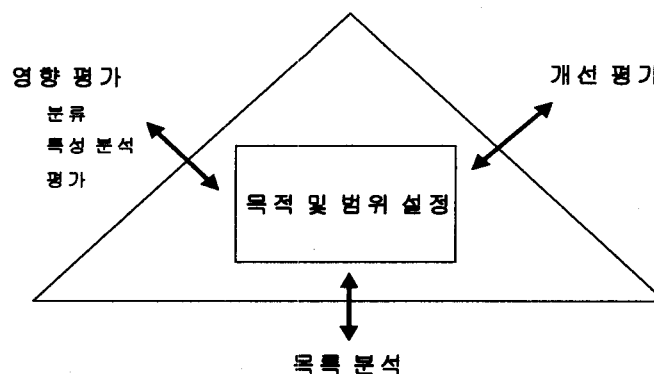 영향 평가
분류
특성 분석
평가
개선 평가
목적 및 범위 설정
목록 분석